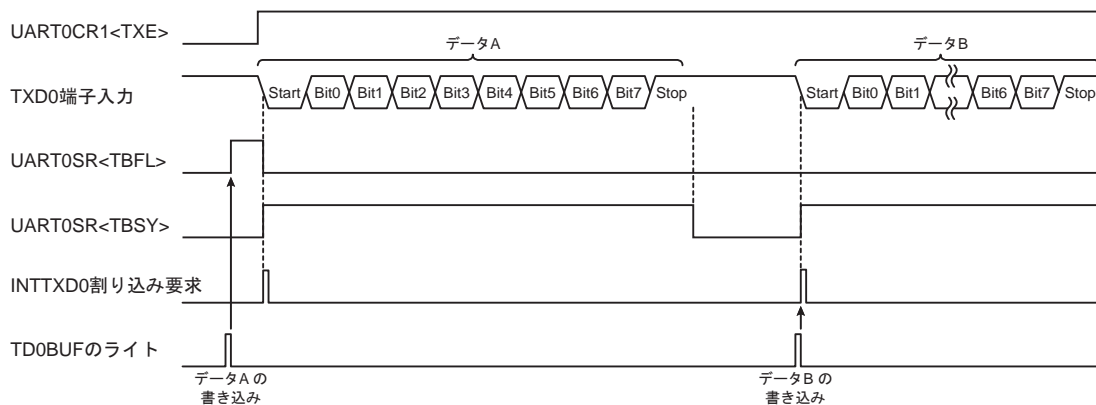 UART0CR1<TXE>
データA
データB
TXD0端子入力
Start Bit0 Bit1 Bit2 Bit3 Bit4 Bit5 Bit6 Bit7 Stop
Start Bit0 Bit1 Bit6 Bit7 Stop
UART0SR<TBFL>
UART0SR<TBSY>
INTTXD0割り込み要求
TD0BUFのライト
データA の
書き込み
データB の
書き込み